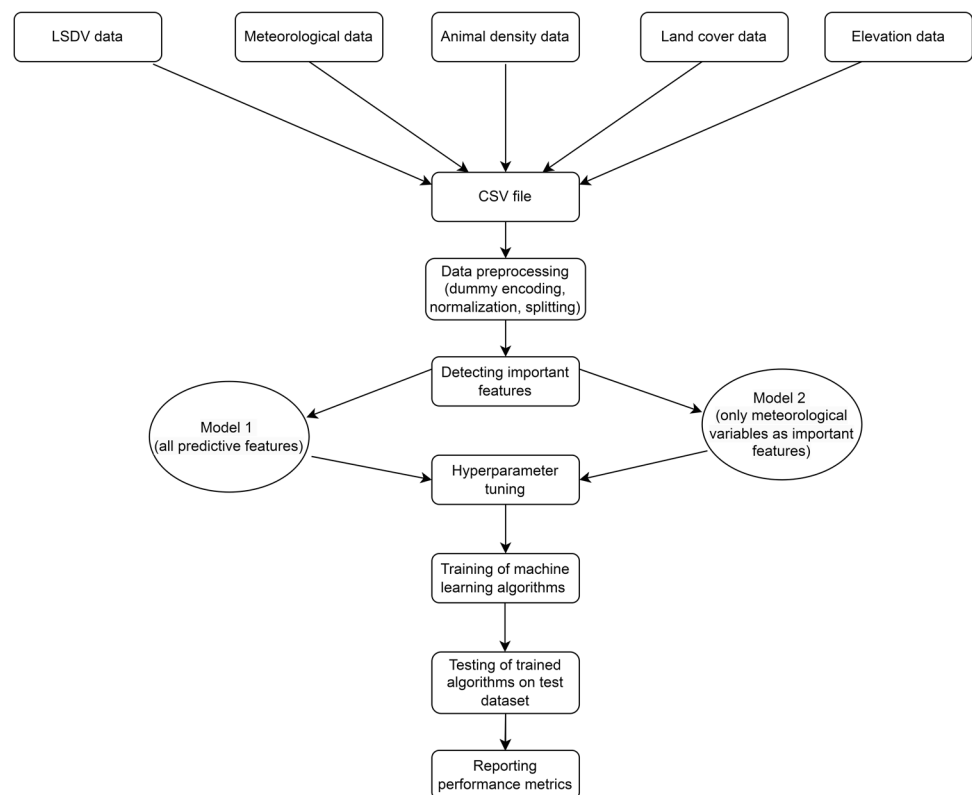 LSDV data
Meteorological data
Animal density data
Land cover data
Elevation data
CSV file
Data preprocessing
(dummy encoding,
normalization, splitting)
Detecting important
features
Model 1
(all predictive features)
Model 2
(only meteorological
variables as important
features)
Hyperparameter
tuning
Training of machine
learning algorithms
Testing of trained
algorithms on test
dataset
Reporting
performance metrics